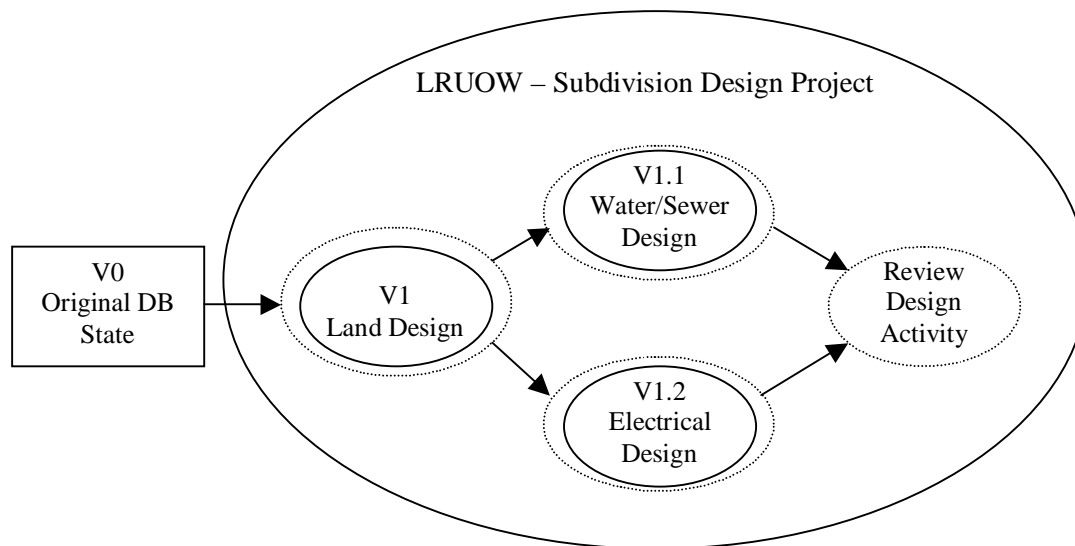 LRUOW – Subdivision Design Project
V0
Original DB
State
V1
Land Design
V1.1
Water/Sewer
Design
V1.2
Electrical
Design
Review
Design
Activity